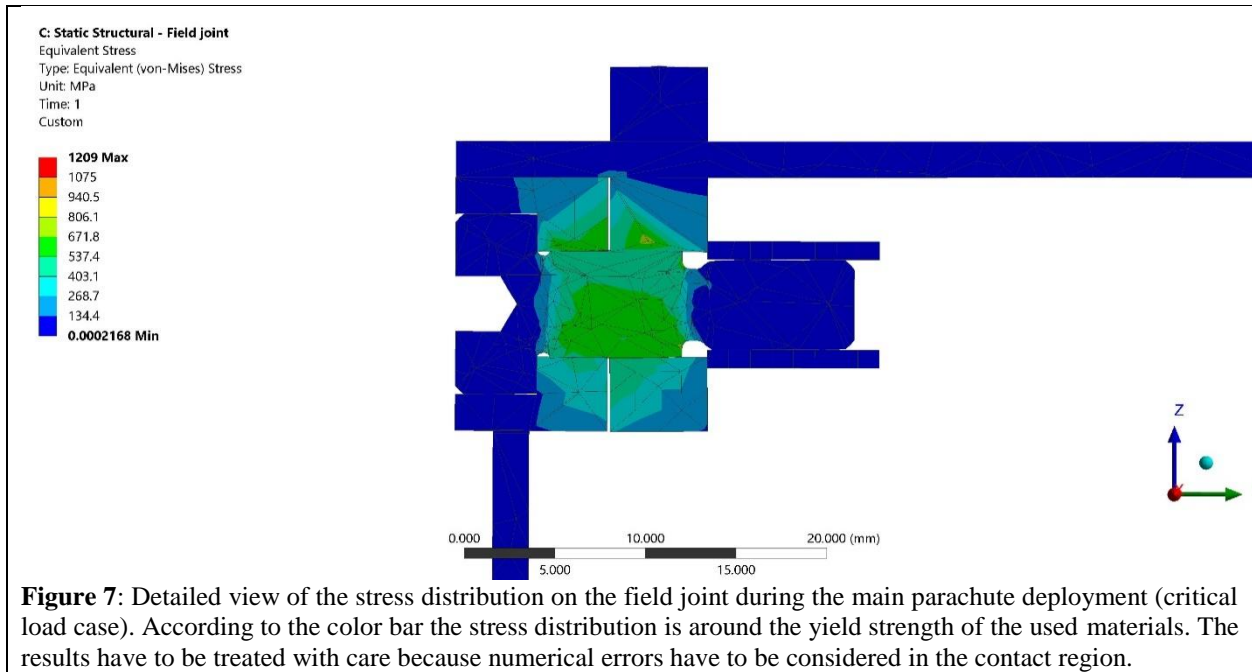 C: Static Structural - Field joint
Equivalent Stress
Type: Equivalent (von-Mises) Stress
Unit: MPa
Time: 1
Custom
1209 Max
1075
940.5
806.1
671.8
537.4
403.1
268.7
134.4
0.0002168 Min
Z
Y
0.000 10.000 20.000 (mm)
5.000 15.000
Figure 7: Detailed view of the stress distribution on the field joint during the main parachute deployment (critical
load case). According to the color bar the stress distribution is around the yield strength of the used materials. The
results have to be treated with care because numerical errors have to be considered in the contact region.